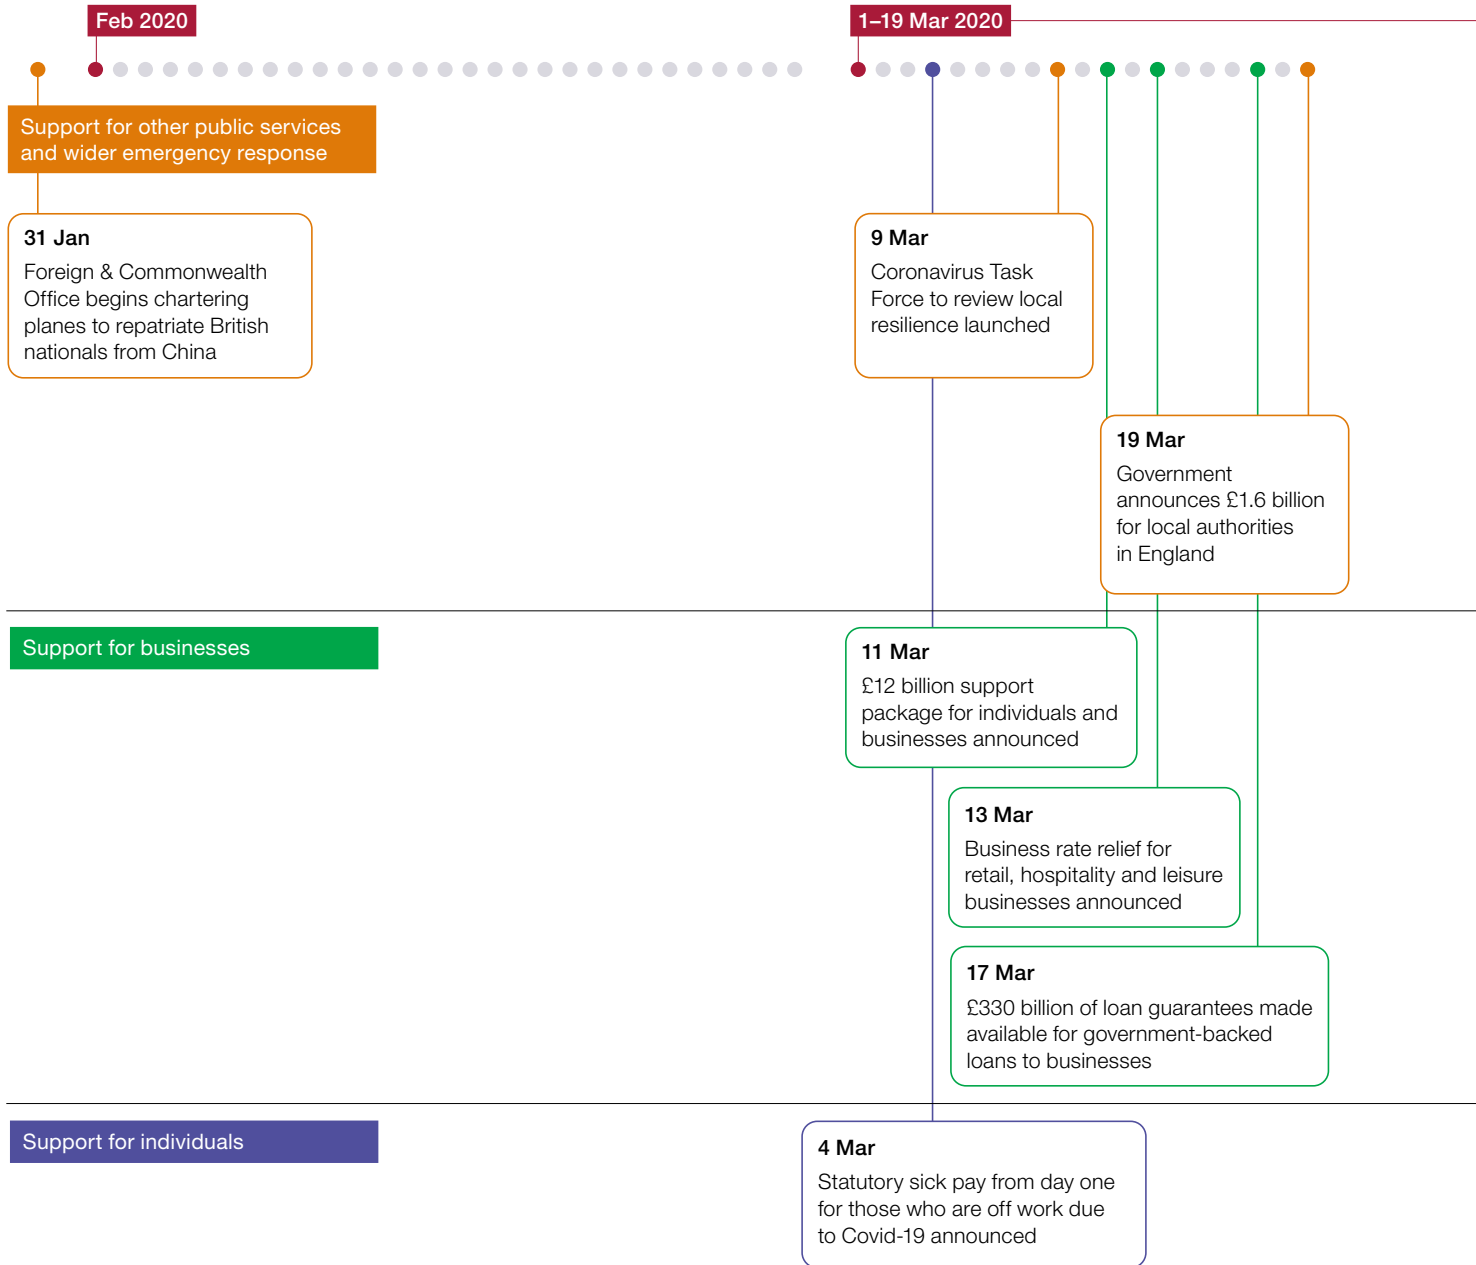 Feb 2020
1–19 Mar 2020
Support for other public services
and wider emergency response
31 Jan
Foreign & Commonwealth
Office begins chartering
planes to repatriate British
nationals from China
9 Mar
Coronavirus Task
Force to review local
resilience launched
19 Mar
Government
announces £1.6 billion
for local authorities
in England
Support for businesses
11 Mar
£12 billion support
package for individuals and
businesses announced
13 Mar
Business rate relief for
retail, hospitality and leisure
businesses announced
17 Mar
£330 billion of loan guarantees made
available for government-backed
loans to businesses
Support for individuals
4 Mar
Statutory sick pay from day one
for those who are off work due
to Covid-19 announced